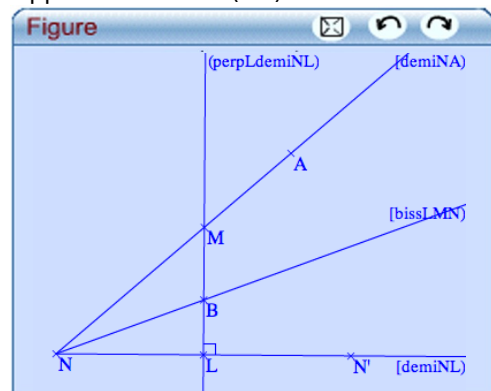 Figure
(perpLdemiNL)
[demiNA)
A
[bissLMN)
M
B
N
L
N'
[demiNL)